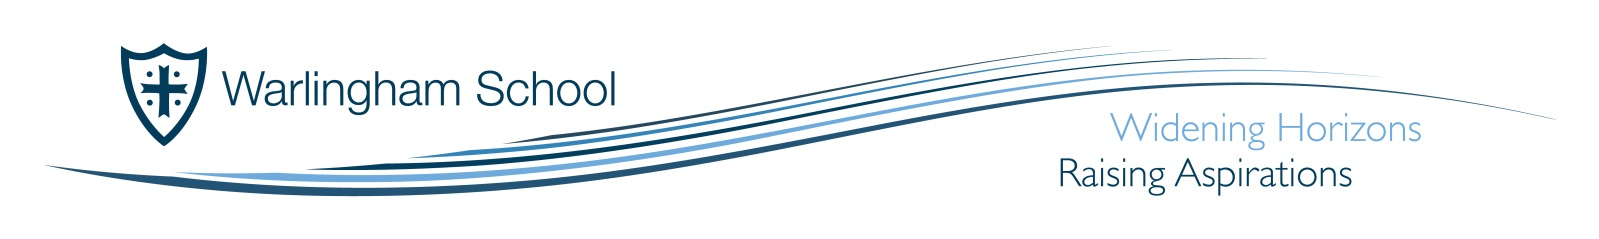 Warlingham School
Widening Horizons
Raising Aspirations